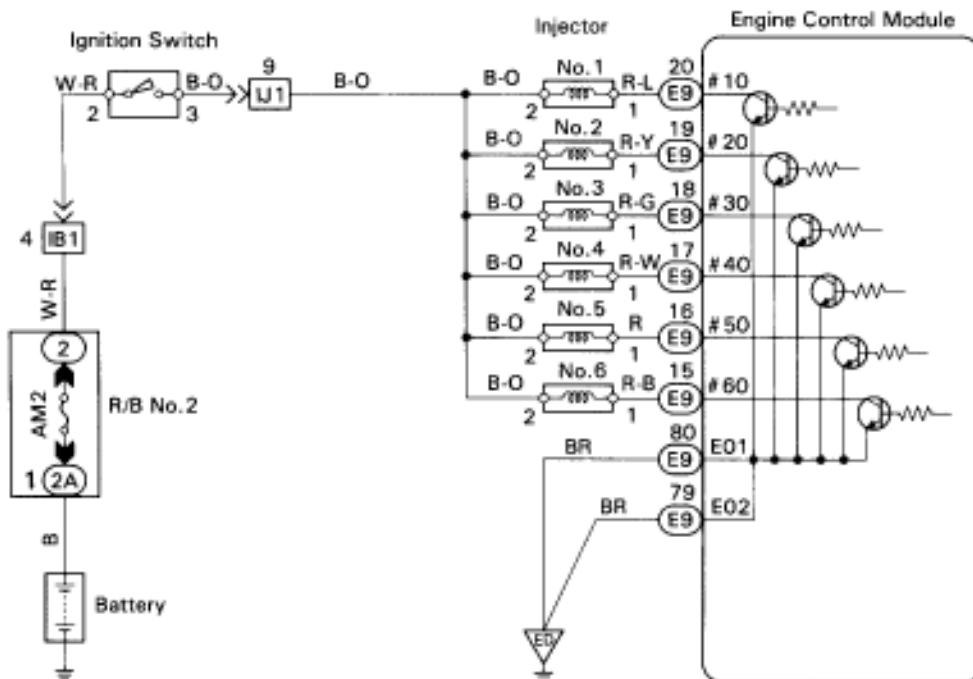 Engine Control Module
Injector
Ignition Switch
W-R
B-O
2
3
9
IJ1
B-O
B-O
No.1
R-L
20
E9
#10
2
1
B-O
No.2
R-Y
19
E9
#20
2
1
B-O
No.3
R-G
18
E9
#30
2
1
4
IB1
B-O
No.4
R-W
17
E9
#40
2
1
W-R
B-O
No.5
R
16
E9
#50
2
1
2
AM2
R/B No.2
B-O
No.6
R-B
15
E9
#60
2
1
1
2A
BR
80
E9
E01
BR
79
E9
E02
B
Battery
ED